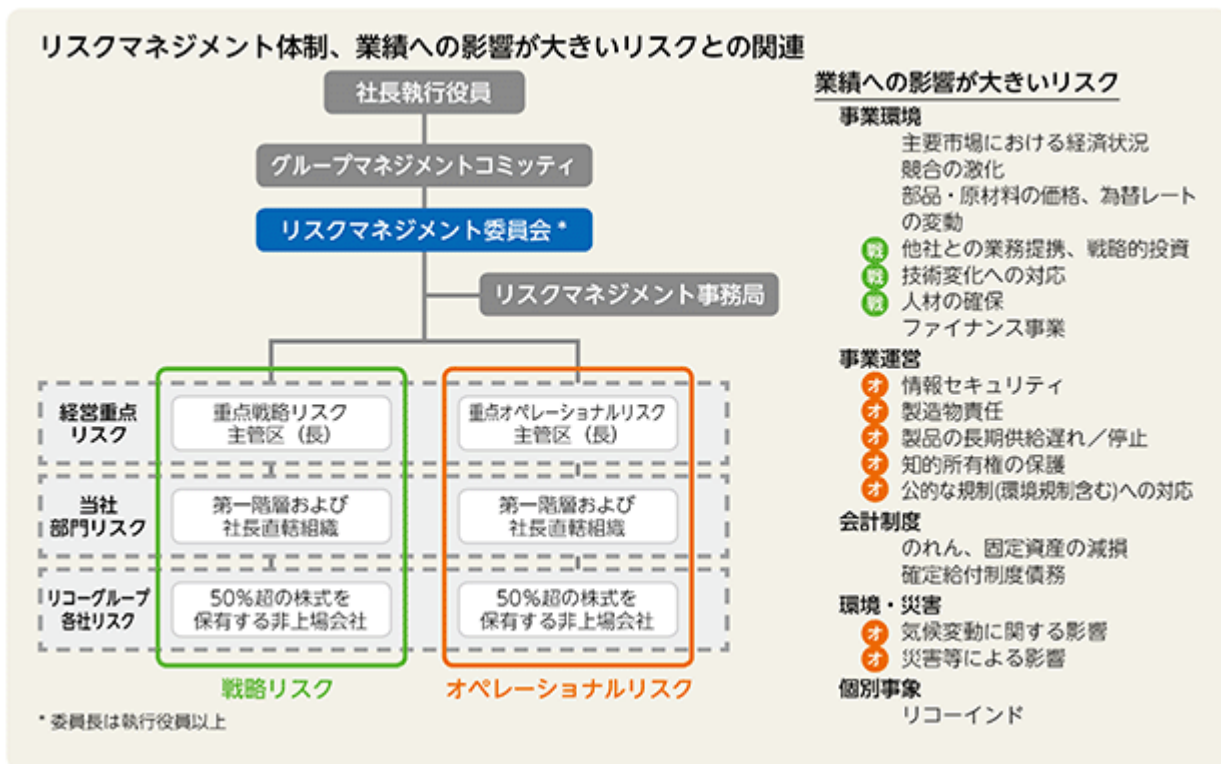 リスクマネジメント体制、業績への影響が大きいリスクとの関連
社長執行役員
グループマネジメントコミッティ
リスクマネジメント委員会 *
リスクマネジメント事務局
経営重点
リスク
重点戦略リスク
主管区（長）
重点オペレーショナルリスク
主管区（長）
当社
部門リスク
第一階層および
社長直轄組織
第一階層および
社長直轄組織
リコーグループ
各社リスク
50%超の株式を
保有する非上場会社
50%超の株式を
保有する非上場会社
戦略リスク
オペレーショナルリスク
* 委員長は執行役員以上
業績への影響が大きいリスク
事業環境
主要市場における経済状況
競合の激化
部品・原材料の価格、為替レート
の変動
戦 他社との業務提携、戦略的投資
戦 技術変化への対応
戦 人材の確保
ファイナンス事業
事業運営
オ 情報セキュリティ
オ 製造物責任
オ 製品の長期供給遅れ／停止
オ 知的所有権の保護
オ 公的な規制(環境規制含む)への対応
会計制度
のれん、固定資産の減損
確定給付制度債務
環境・災害
オ 気候変動に関する影響
オ 災害等による影響
個別事象
リコーインド